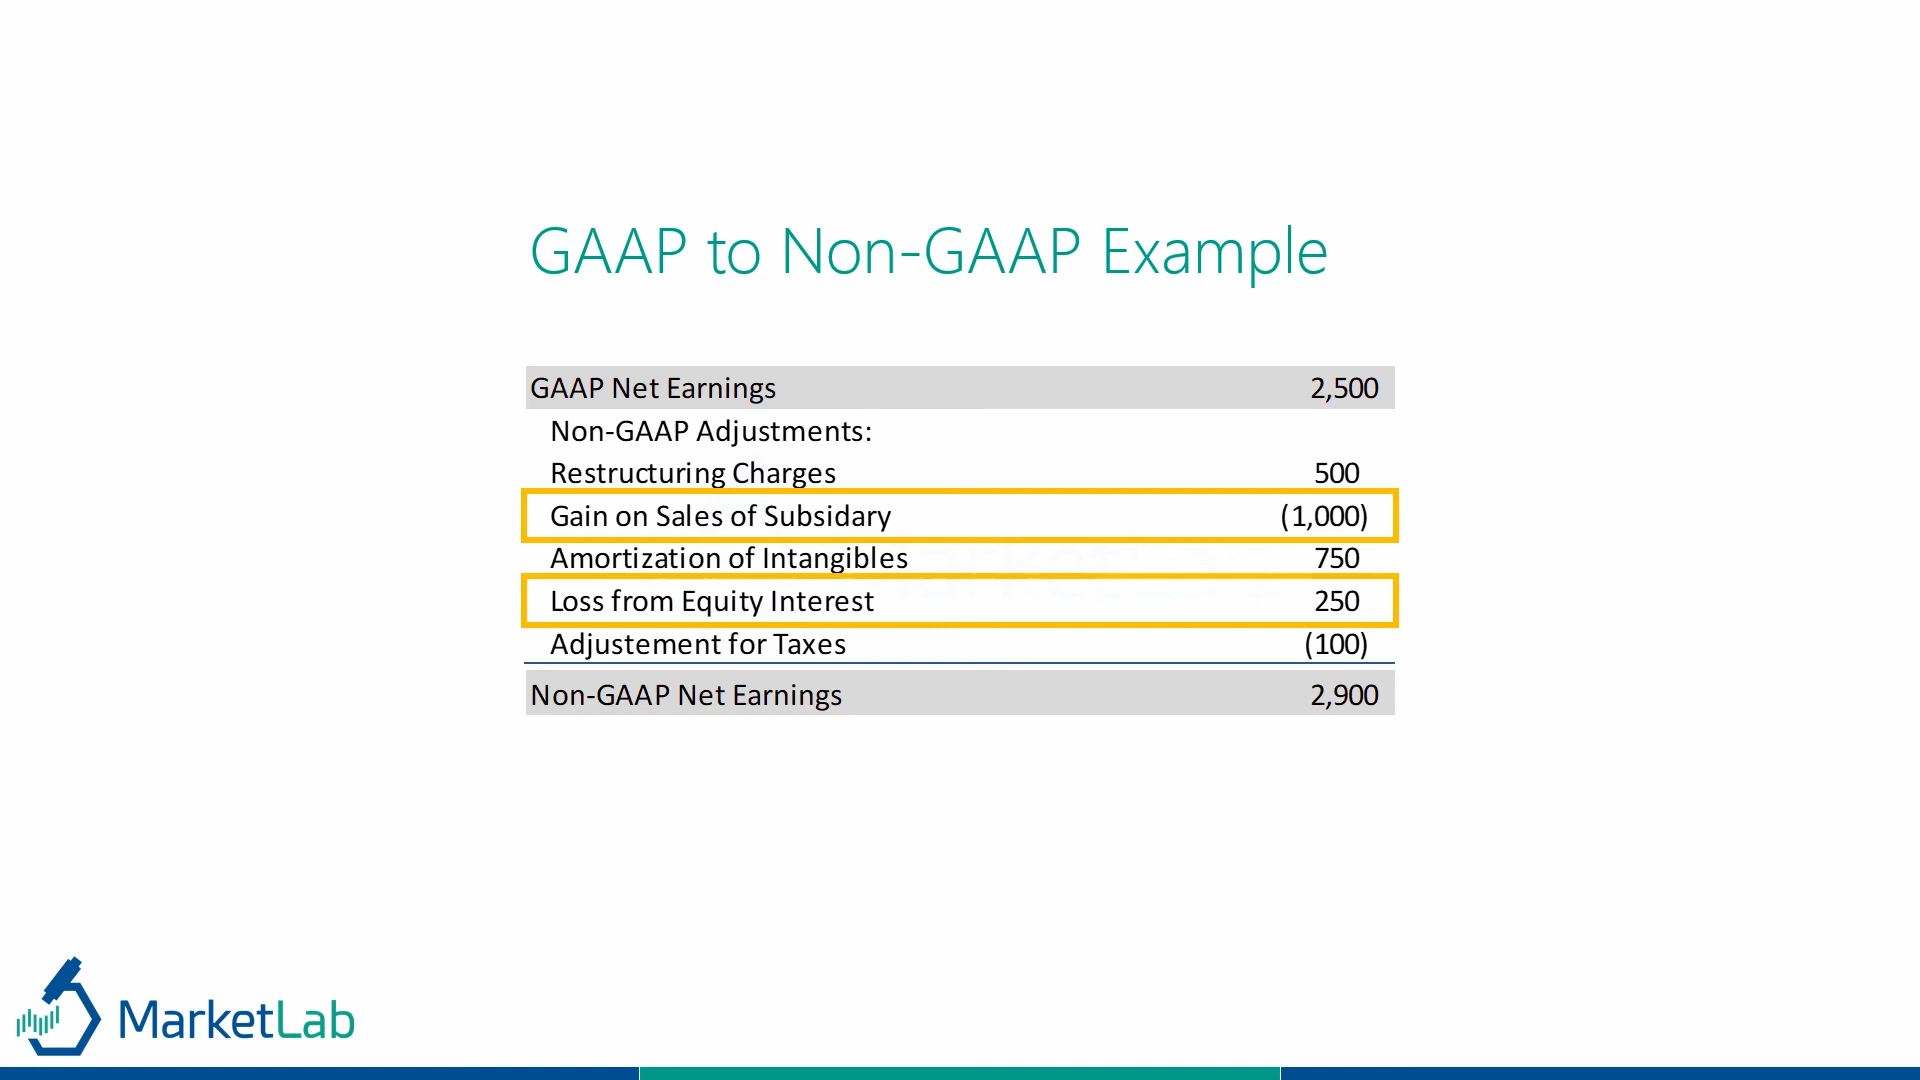 GAAP to Non-GAAP Example
GAAP Net Earnings 2,500
Non-GAAP Adjustments:
Restructuring Charges 500
Gain on Sales of Subsidary (1,000)
Amortization of Intangibles 750
Loss from Equity Interest 250
Adjustement for Taxes (100)
Non-GAAP Net Earnings 2,900
MarketLab